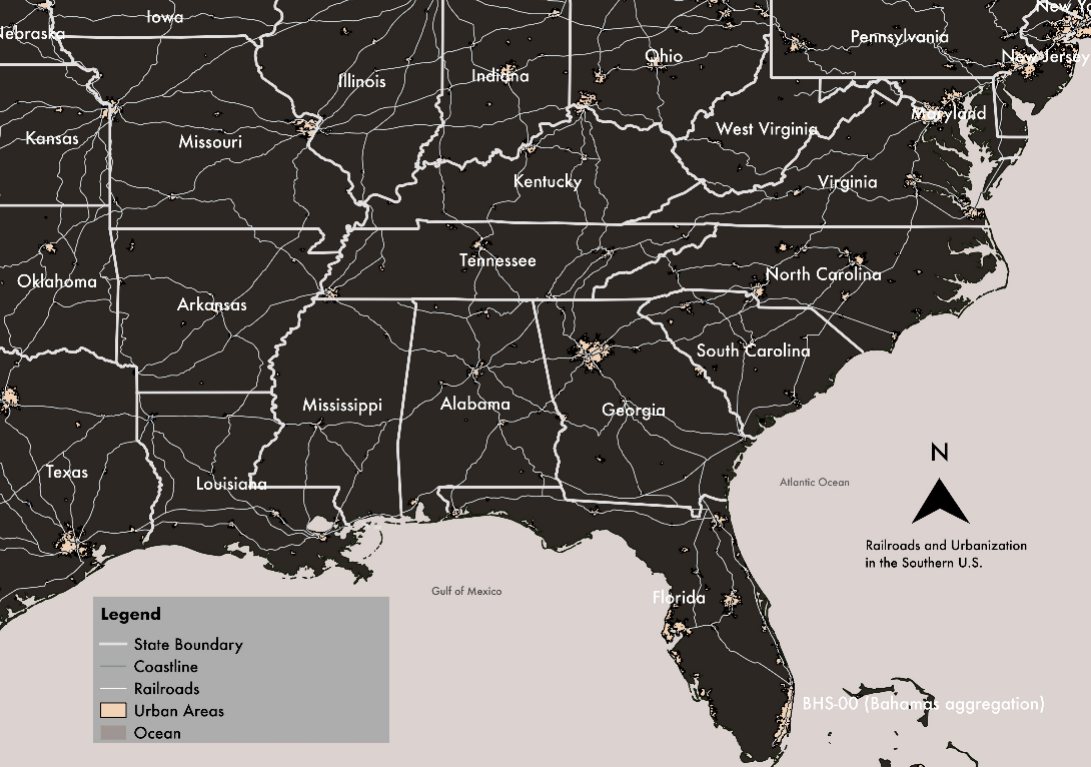 Iowa
New Yo
Nebraska
Illinois
Indiana
Ohio
Pennsylvania
New Jersey
Kansas
Missouri
West Virginia
Maryland
Kentucky
Virginia
Oklahoma
Arkansas
Tennessee
North Carolina
Mississippi
Alabama
Georgia
South Carolina
Texas
Louisiana
Atlantic Ocean
N
Railroads and Urbanization
in the Southern U.S.
Gulf of Mexico
Florida
BHS-00 (Bahamas aggregation)
Legend
State Boundary
Coastline
Railroads
Urban Areas
Ocean